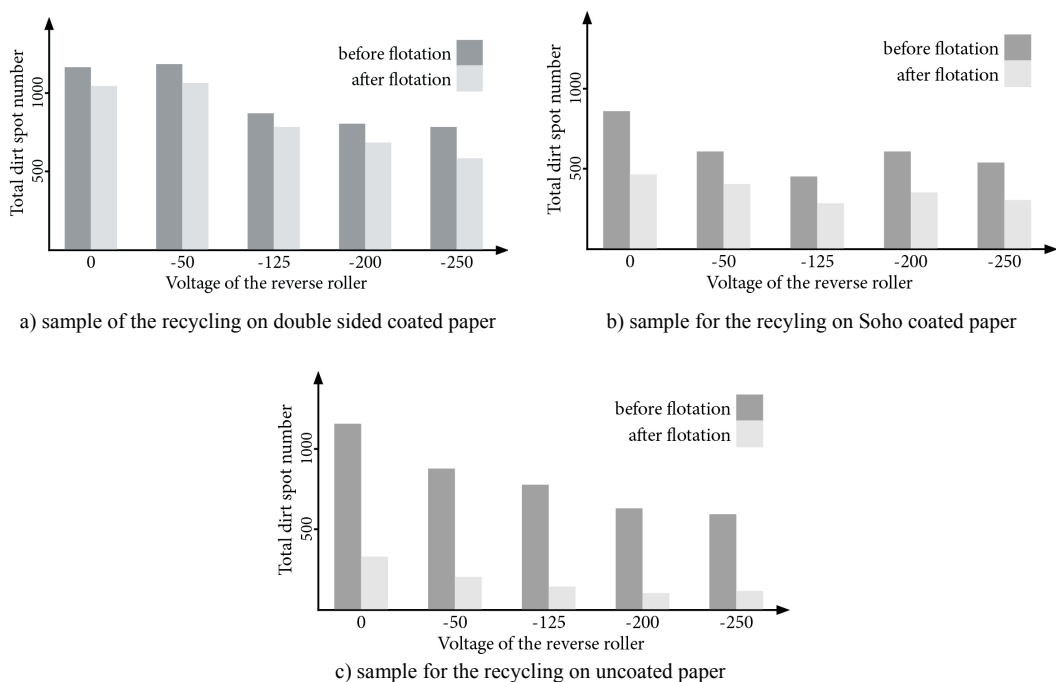 Total dirt spot number
1000
500
before flotation
after flotation
0 -50 -125 -200 -250
Voltage of the reverse roller
a) sample of the recycling on double sided coated paper
Total dirt spot number
1000
500
before flotation
after flotation
0 -50 -125 -200 -250
Voltage of the reverse roller
b) sample for the recyling on Soho coated paper
Total dirt spot number
1000
500
before flotation
after flotation
0 -50 -125 -200 -250
Voltage of the reverse roller
c) sample for the recycling on uncoated paper